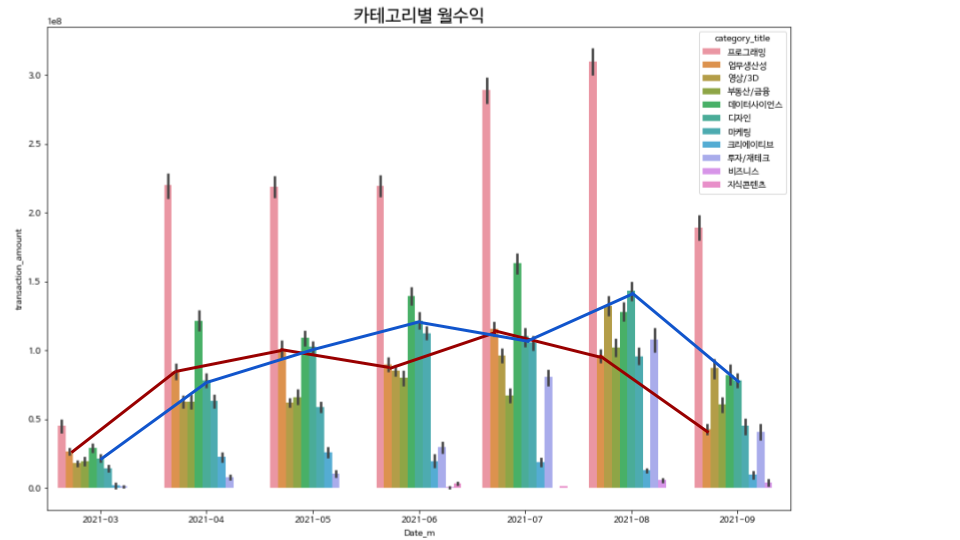 카테고리별 월수익
1e8
category_title
프로그래밍
업무생산성
영상/3D
부동산/금융
데이터사이언스
디자인
마케팅
크리에이티브
투자/재테크
비즈니스
지식콘텐츠
3.0
2.5
2.0
1.5
1.0
0.5
0.0
transaction_amount
2021-03 2021-04 2021-05 2021-06 2021-07 2021-08 2021-09
Date_m